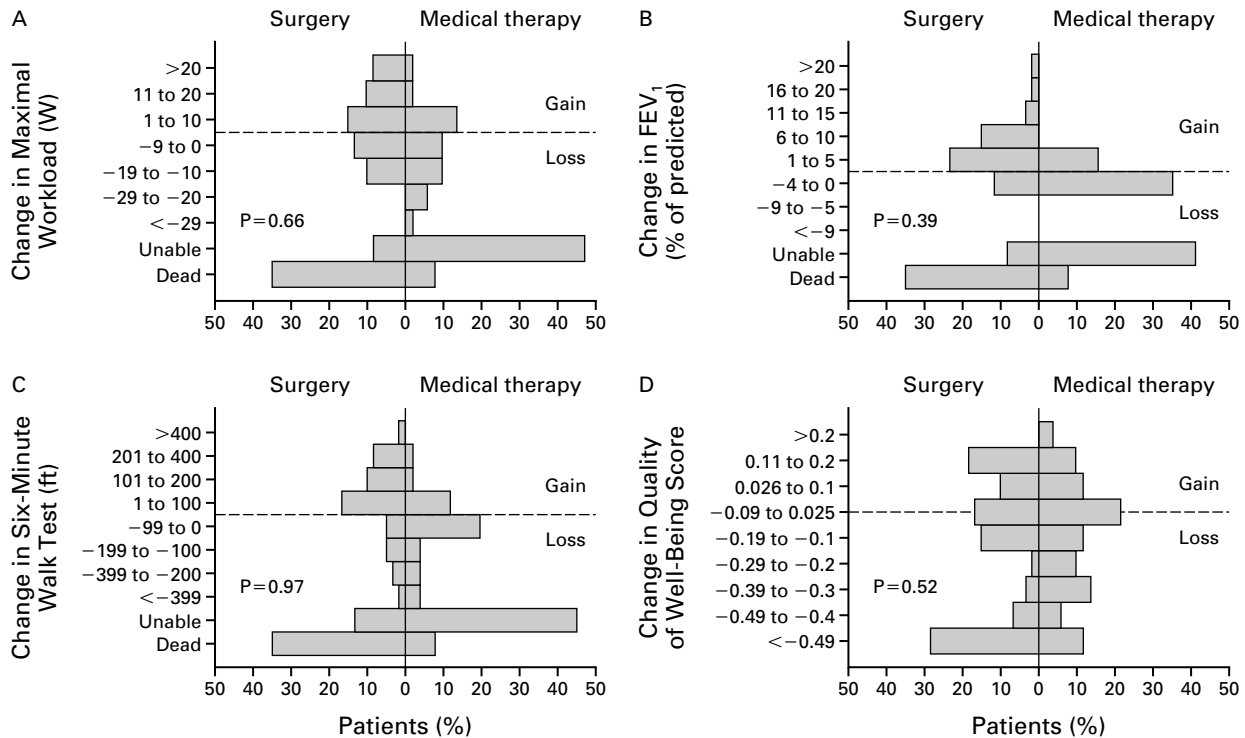 A
Surgery
Medical therapy
Change in Maximal
Workload (W)
>20
11 to 20
1 to 10
−9 to 0
−19 to −10
−29 to −20
<−29
Unable
Dead
Gain
Loss
P=0.66
50 40 30 20 10 0 10 20 30 40 50
B
Surgery
Medical therapy
Change in FEV1
(% of predicted)
>20
16 to 20
11 to 15
6 to 10
1 to 5
−4 to 0
−9 to −5
<−9
Unable
Dead
Gain
Loss
P=0.39
50 40 30 20 10 0 10 20 30 40 50
C
Surgery
Medical therapy
Change in Six-Minute
Walk Test (ft)
>400
201 to 400
101 to 200
1 to 100
−99 to 0
−199 to −100
−399 to −200
<−399
Unable
Dead
Gain
Loss
P=0.97
50 40 30 20 10 0 10 20 30 40 50
Patients (%)
D
Surgery
Medical therapy
Change in Quality
of Well-Being Score
>0.2
0.11 to 0.2
0.026 to 0.1
−0.09 to 0.025
−0.19 to −0.1
−0.29 to −0.2
−0.39 to −0.3
−0.49 to −0.4
<−0.49
Gain
Loss
P=0.52
50 40 30 20 10 0 10 20 30 40 50
Patients (%)